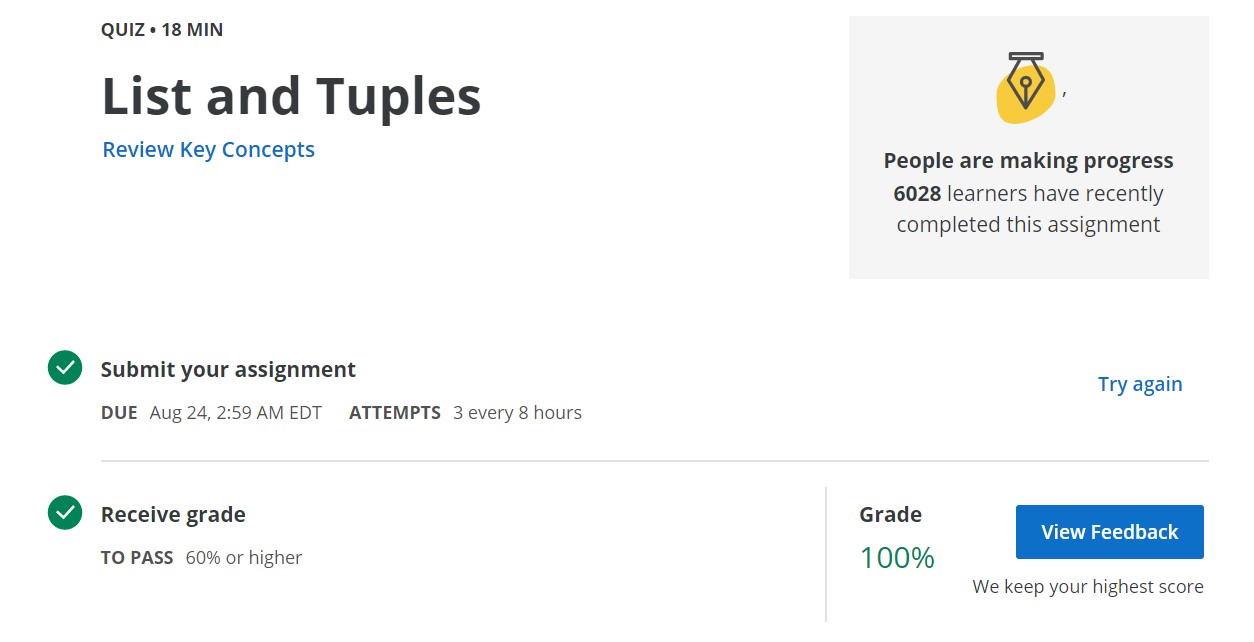 QUIZ • 18 MIN
List and Tuples
Review Key Concepts
,
People are making progress
6028 learners have recently
completed this assignment
Submit your assignment
DUE Aug 24, 2:59 AM EDT ATTEMPTS 3 every 8 hours
Try again
Receive grade
TO PASS 60% or higher
Grade
100%
View Feedback
We keep your highest score